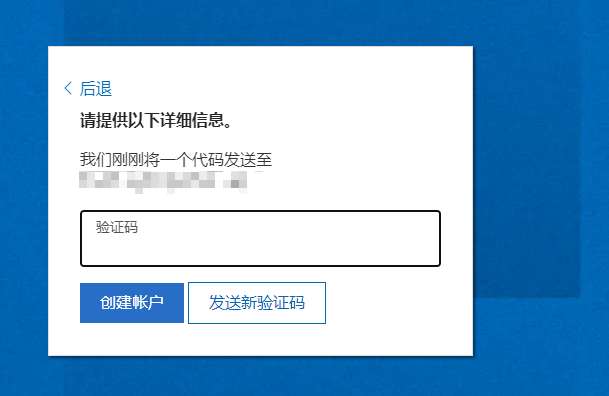 后退
请提供以下详细信息。
我们刚刚将一个代码发送至
验证码
创建帐户
发送新验证码